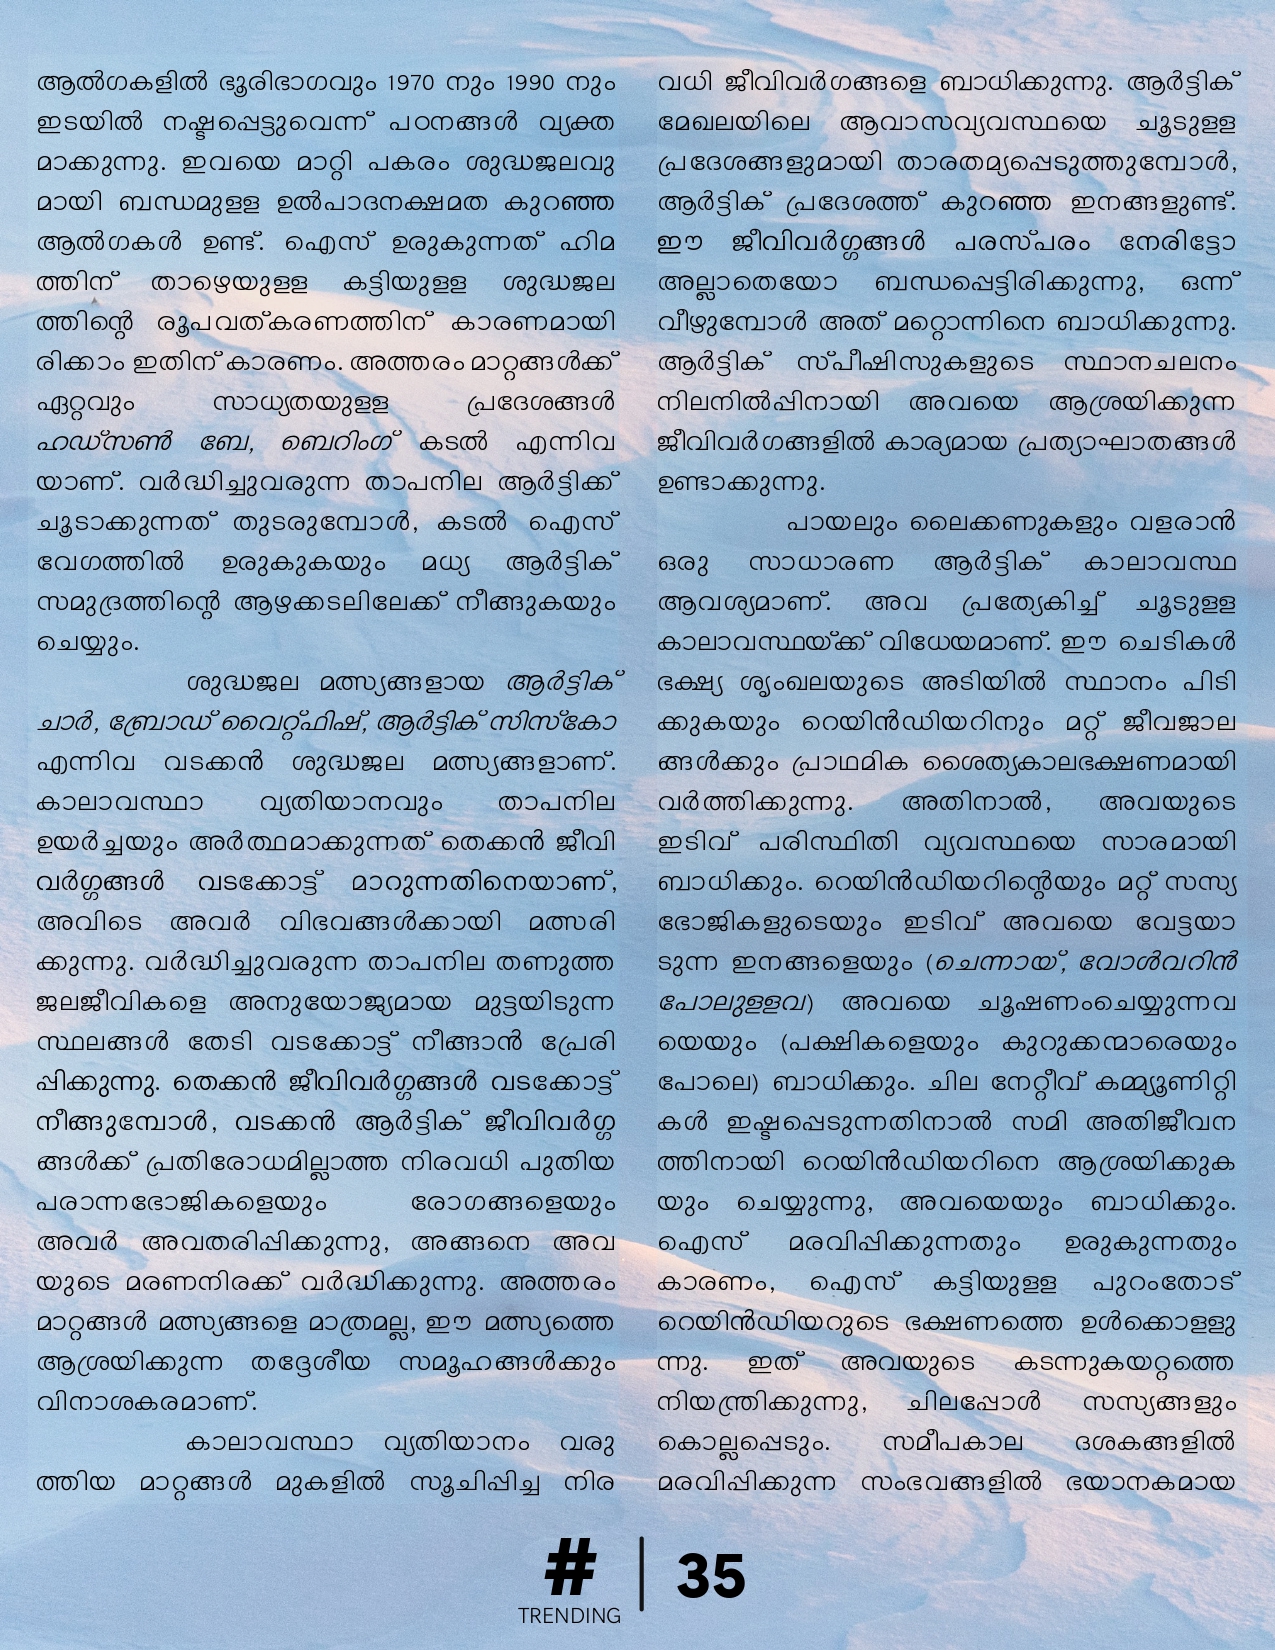 ആൽഗകളിൽ ഭൂരിഭാഗവും 1970 നും 1990 നും
ഇടയിൽ നഷ്ടപ്പെട്ടുവെന്ന് പഠനങ്ങൾ വ്യക്ത
മാക്കുന്നു. ഇവയെ മാറ്റി പകരം ശുദ്ധജലവു
മായി ബന്ധമുളള ഉൽപാദനക്ഷമത കുറഞ്ഞ
ആൽഗകൾ ഉണ്ട്. ഐസ് ഉരുകുന്നത് ഹിമ
ത്തിന് താഴെയുളള കട്ടിയുളള ശുദ്ധജല
ത്തിന്റെ രൂപവത്കരണത്തിന് കാരണമായി
രിക്കാം ഇതിന് കാരണം. അത്തരം മാറ്റങ്ങൾക്ക്
ഏറ്റവും സാധ്യതയുളള പ്രദേശങ്ങൾ
ഹഡ്സൺ ബേ, ബെറിംഗ് കടൽ എന്നിവ
യാണ്. വർദ്ധിച്ചുവരുന്ന താപനില ആർട്ടിക്ക്
ചൂടാക്കുന്നത് തുടരുമ്പോൾ, കടൽ ഐസ്
വേഗത്തിൽ ഉരുകുകയും മധ്യ ആർട്ടിക്
സമുദ്രത്തിന്റെ ആഴക്കടലിലേക്ക് നീങ്ങുകയും
ചെയ്യും.
ശുദ്ധജല മത്സ്യങ്ങളായ ആർട്ടിക്
ചാർ, ബ്രോഡ് വൈറ്റ്ഫിഷ്, ആർട്ടിക് സിസ്കോ
എന്നിവ വടക്കൻ ശുദ്ധജല മത്സ്യങ്ങളാണ്.
കാലാവസ്ഥാ വ്യതിയാനവും താപനില
ഉയർച്ചയും അർത്ഥമാക്കുന്നത് തെക്കൻ ജീവി
വർഗ്ഗങ്ങൾ വടക്കോട്ട് മാറുന്നതിനെയാണ്,
അവിടെ അവർ വിഭവങ്ങൾക്കായി മത്സരി
ക്കുന്നു. വർദ്ധിച്ചുവരുന്ന താപനില തണുത്ത
ജലജീവികളെ അനുയോജ്യമായ മുട്ടയിടുന്ന
സ്ഥലങ്ങൾ തേടി വടക്കോട്ട് നീങ്ങാൻ പ്രേരി
പ്പിക്കുന്നു. തെക്കൻ ജീവിവർഗ്ഗങ്ങൾ വടക്കോട്ട്
നീങ്ങുമ്പോൾ, വടക്കൻ ആർട്ടിക് ജീവിവർഗ്ഗ
ങ്ങൾക്ക് പ്രതിരോധമില്ലാത്ത നിരവധി പുതിയ
പരാന്നഭോജികളെയും രോഗങ്ങളെയും
അവർ അവതരിപ്പിക്കുന്നു, അങ്ങനെ അവ
യുടെ മരണനിരക്ക് വർദ്ധിക്കുന്നു. അത്തരം
മാറ്റങ്ങൾ മത്സ്യങ്ങളെ മാത്രമല്ല, ഈ മത്സ്യത്തെ
ആശ്രയിക്കുന്ന തദ്ദേശീയ സമൂഹങ്ങൾക്കും
വിനാശകരമാണ്.
കാലാവസ്ഥാ വ്യതിയാനം വരു
ത്തിയ മാറ്റങ്ങൾ മുകളിൽ സൂചിപ്പിച്ച നിര
വധി ജീവിവർഗങ്ങളെ ബാധിക്കുന്നു. ആർട്ടിക്
മേഖലയിലെ ആവാസവ്യവസ്ഥയെ ചൂടുളള
പ്രദേശങ്ങളുമായി താരതമ്യപ്പെടുത്തുമ്പോൾ,
ആർട്ടിക് പ്രദേശത്ത് കുറഞ്ഞ ഇനങ്ങളുണ്ട്.
ഈ ജീവിവർഗ്ഗങ്ങൾ പരസ്പരം നേരിട്ടോ
അല്ലാതെയോ ബന്ധപ്പെട്ടിരിക്കുന്നു, ഒന്ന്
വീഴുമ്പോൾ അത് മറ്റൊന്നിനെ ബാധിക്കുന്നു.
ആർട്ടിക് സ്പീഷിസുകളുടെ സ്ഥാനചലനം
നിലനിൽപ്പിനായി അവയെ ആശ്രയിക്കുന്ന
ജീവിവർഗങ്ങളിൽ കാര്യമായ പ്രത്യാഘാതങ്ങൾ
ഉണ്ടാക്കുന്നു.
പായലും ലൈക്കണുകളും വളരാൻ
ഒരു സാധാരണ ആർട്ടിക് കാലാവസ്ഥ
ആവശ്യമാണ്. അവ പ്രത്യേകിച്ച് ചൂടുളള
കാലാവസ്ഥയ്ക്ക് വിധേയമാണ്. ഈ ചെടികൾ
ഭക്ഷ്യ ശൃംഖലയുടെ അടിയിൽ സ്ഥാനം പിടി
ക്കുകയും റെയിൻഡിയറിനും മറ്റ് ജീവജാല
ങ്ങൾക്കും പ്രാഥമിക ശൈത്യകാലഭക്ഷണമായി
വർത്തിക്കുന്നു. അതിനാൽ, അവയുടെ
ഇടിവ് പരിസ്ഥിതി വ്യവസ്ഥയെ സാരമായി
ബാധിക്കും. റെയിൻഡിയറിന്റെയും മറ്റ് സസ്യ
ഭോജികളുടെയും ഇടിവ് അവയെ വേട്ടയാ
ടുന്ന ഇനങ്ങളെയും (ചെന്നായ്, വോൾവറിൻ
പോലുളളവ) അവയെ ചൂഷണംചെയ്യുന്നവ
യെയും (പക്ഷികളെയും കുറുക്കന്മാരെയും
പോലെ) ബാധിക്കും. ചില നേറ്റീവ് കമ്മ്യൂണിറ്റി
കൾ ഇഷ്ടപ്പെടുന്നതിനാൽ സമി അതിജീവന
ത്തിനായി റെയിൻഡിയറിനെ ആശ്രയിക്കുക
യും ചെയ്യുന്നു, അവയെയും ബാധിക്കും.
ഐസ് മരവിപ്പിക്കുന്നതും ഉരുകുന്നതും
കാരണം, ഐസ് കട്ടിയുളള പുറംതോട്
റെയിൻഡിയറുടെ ഭക്ഷണത്തെ ഉൾക്കൊളളു
ന്നു. ഇത് അവയുടെ കടന്നുകയറ്റത്തെ
നിയന്ത്രിക്കുന്നു, ചിലപ്പോൾ സസ്യങ്ങളും
കൊല്ലപ്പെടും. സമീപകാല ദശകങ്ങളിൽ
മരവിപ്പിക്കുന്ന സംഭവങ്ങളിൽ ഭയാനകമായ
# | 35
TRENDING